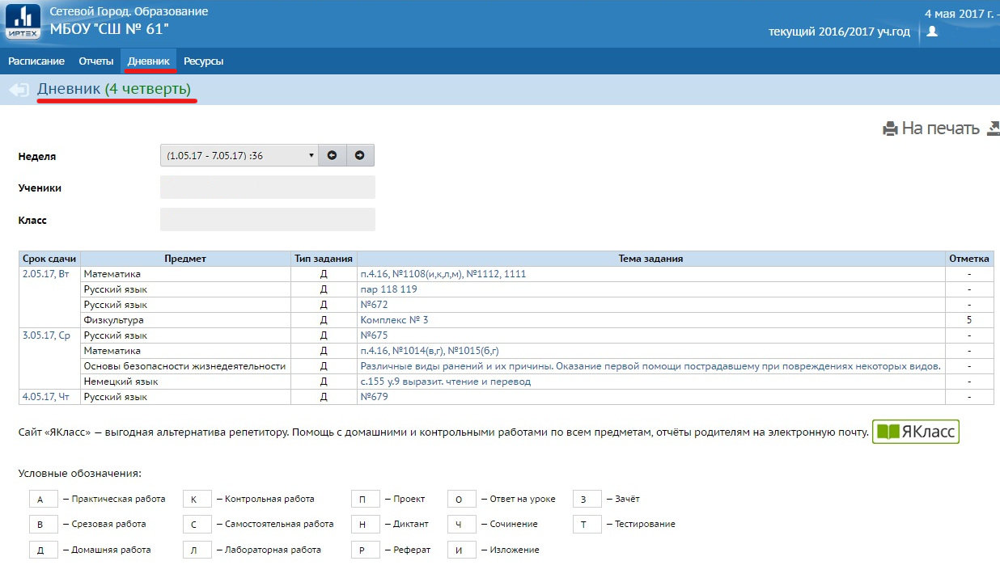 Сетевой Город. Образование
МБОУ "СШ № 61"
ИРТЕХ
4 мая 2017 г. -
текущий 2016/2017 уч.год
Расписание Отчеты Дневник Ресурсы
Дневник (4 четверть)
На печать
Неделя (1.05.17 - 7.05.17) :36
Ученики
Класс
Срок сдачи Предмет Тип задания Тема задания Отметка
2.05.17, Вт Математика Д п.4.16, №1108(и,к,л,м), №1112, 1111 -
Русский язык Д пар 118 119 -
Русский язык Д №672 -
Физкультура Д Комплекс № 3 5
3.05.17, Ср Русский язык Д №675 -
Математика Д п.4.16, №1014(в,г), №1015(б,г) -
Основы безопасности жизнедеятельности Д Различные виды ранений и их причины. Оказание первой помощи пострадавшему при повреждениях некоторых видов. -
Немецкий язык Д с.155 у.9 выразит. чтение и перевод -
4.05.17, Чт Русский язык Д №679 -
Сайт «ЯКласс» — выгодная альтернатива репетитору. Помощь с домашними и контрольными работами по всем предметам, отчёты родителям на электронную почту. ЯКласс
Условные обозначения:
А – Практическая работа К – Контрольная работа П – Проект О – Ответ на уроке З – Зачёт
В – Срезовая работа С – Самостоятельная работа Н – Диктант Ч – Сочинение Т – Тестирование
Д – Домашняя работа Л – Лабораторная работа Р – Реферат И – Изложение